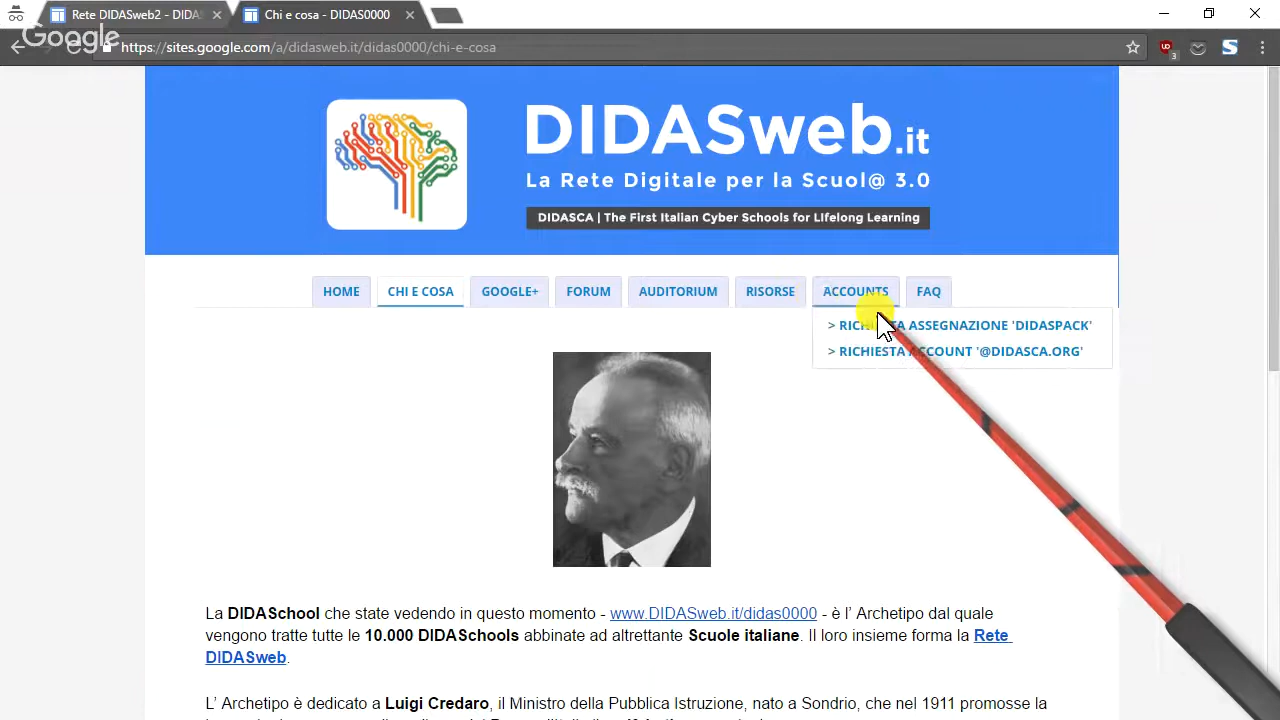 Rete DIDASweb2 - DIDAS
Chi e cosa - DIDAS0000
Google
https://sites.google.com/a/didasweb.it/didas0000/chi-e-cosa
3
DIDASweb.it
La Rete Digitale per la Scuol@ 3.0
DIDASCA | The First Italian Cyber Schools for LIfelong Learning
HOME CHI E COSA GOOGLE+ FORUM AUDITORIUM RISORSE ACCOUNTS FAQ
> RICHIESTA ASSEGNAZIONE 'DIDASPACK'
> RICHIESTA ACCOUNT '@DIDASCA.ORG'
La DIDASchool che state vedendo in questo momento - www.DIDASweb.it/didas0000 - è l’ Archetipo dal quale
vengono tratte tutte le 10.000 DIDASchools abbinate ad altrettante Scuole italiane. Il loro insieme forma la Rete
DIDASweb.
L’ Archetipo è dedicato a Luigi Credaro, il Ministro della Pubblica Istruzione, nato a Sondrio, che nel 1911 promosse la